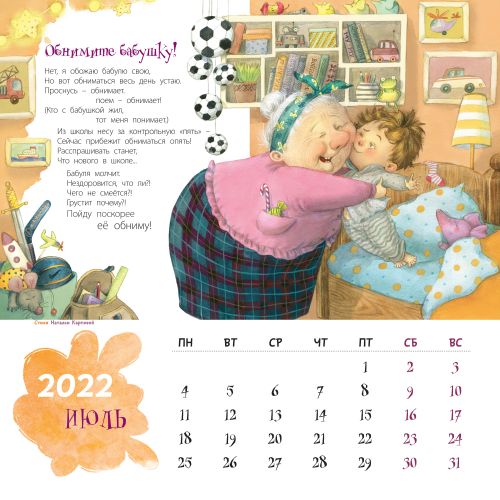 Обнимите бабушку!
Нет, я обожаю бабулю свою,
Но вот обниматься весь день устаю.
Проснусь – обнимает.
поем – обнимает!
(Кто с бабушкой жил,
тот меня понимает.)
Из школы несу за контрольную «пять» –
Сейчас прибежит обниматься опять!
Расспрашивать станет,
Что нового в школе...
Бабуля молчит.
Нездоровится, что ли?!
Чего не смеётся?!
Грустит почему?!
Пойду поскорее
её обниму!
Стихи Натальи Карповой
2022
ИЮЛЬ
ПН ВТ СР ЧТ ПТ СБ ВС
1 2 3
4 5 6 7 8 9 10
11 12 13 14 15 16 17
18 19 20 21 22 23 24
25 26 27 28 29 30 31